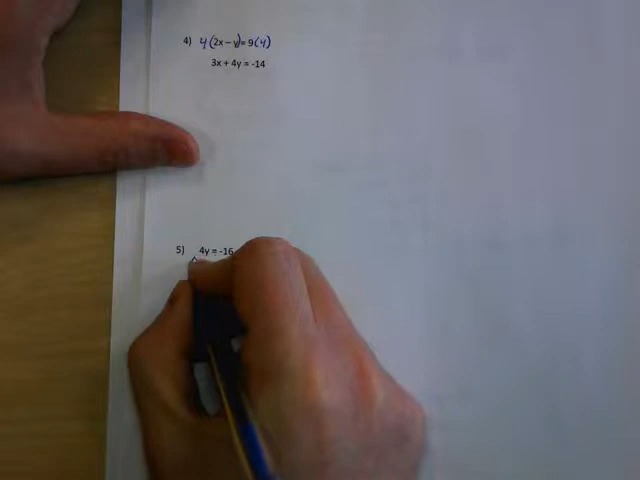 4) 4(2x – y)= 9(4)
3x + 4y = -14
5) 4y = -16